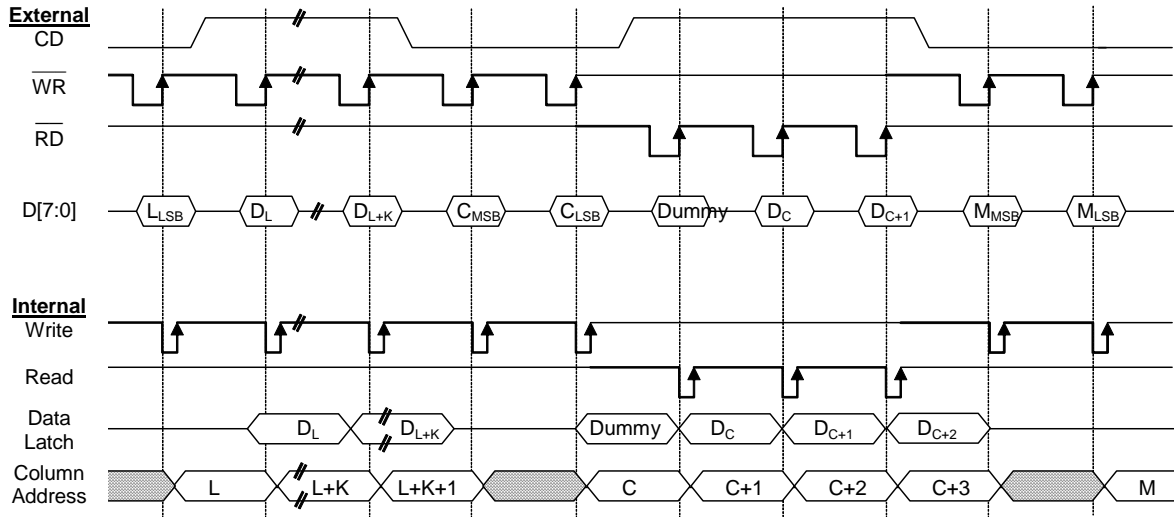 External
CD
WR
RD
D[7:0] LLSB DL DL+K CMSB CLSB Dummy DC DC+1 MMSB MLSB
Internal
Write
Read
Data
Latch
DL DL+K Dummy DC DC+1 DC+2
Column
Address
L L+K L+K+1 C C+1 C+2 C+3 M